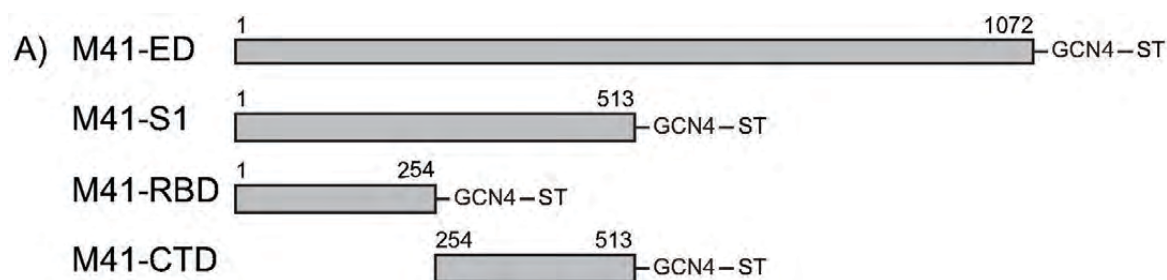 A) M41-ED 1 1072 GCN4–ST
M41-S1 1 513 GCN4–ST
M41-RBD 1 254 GCN4–ST
M41-CTD 254 513 GCN4–ST